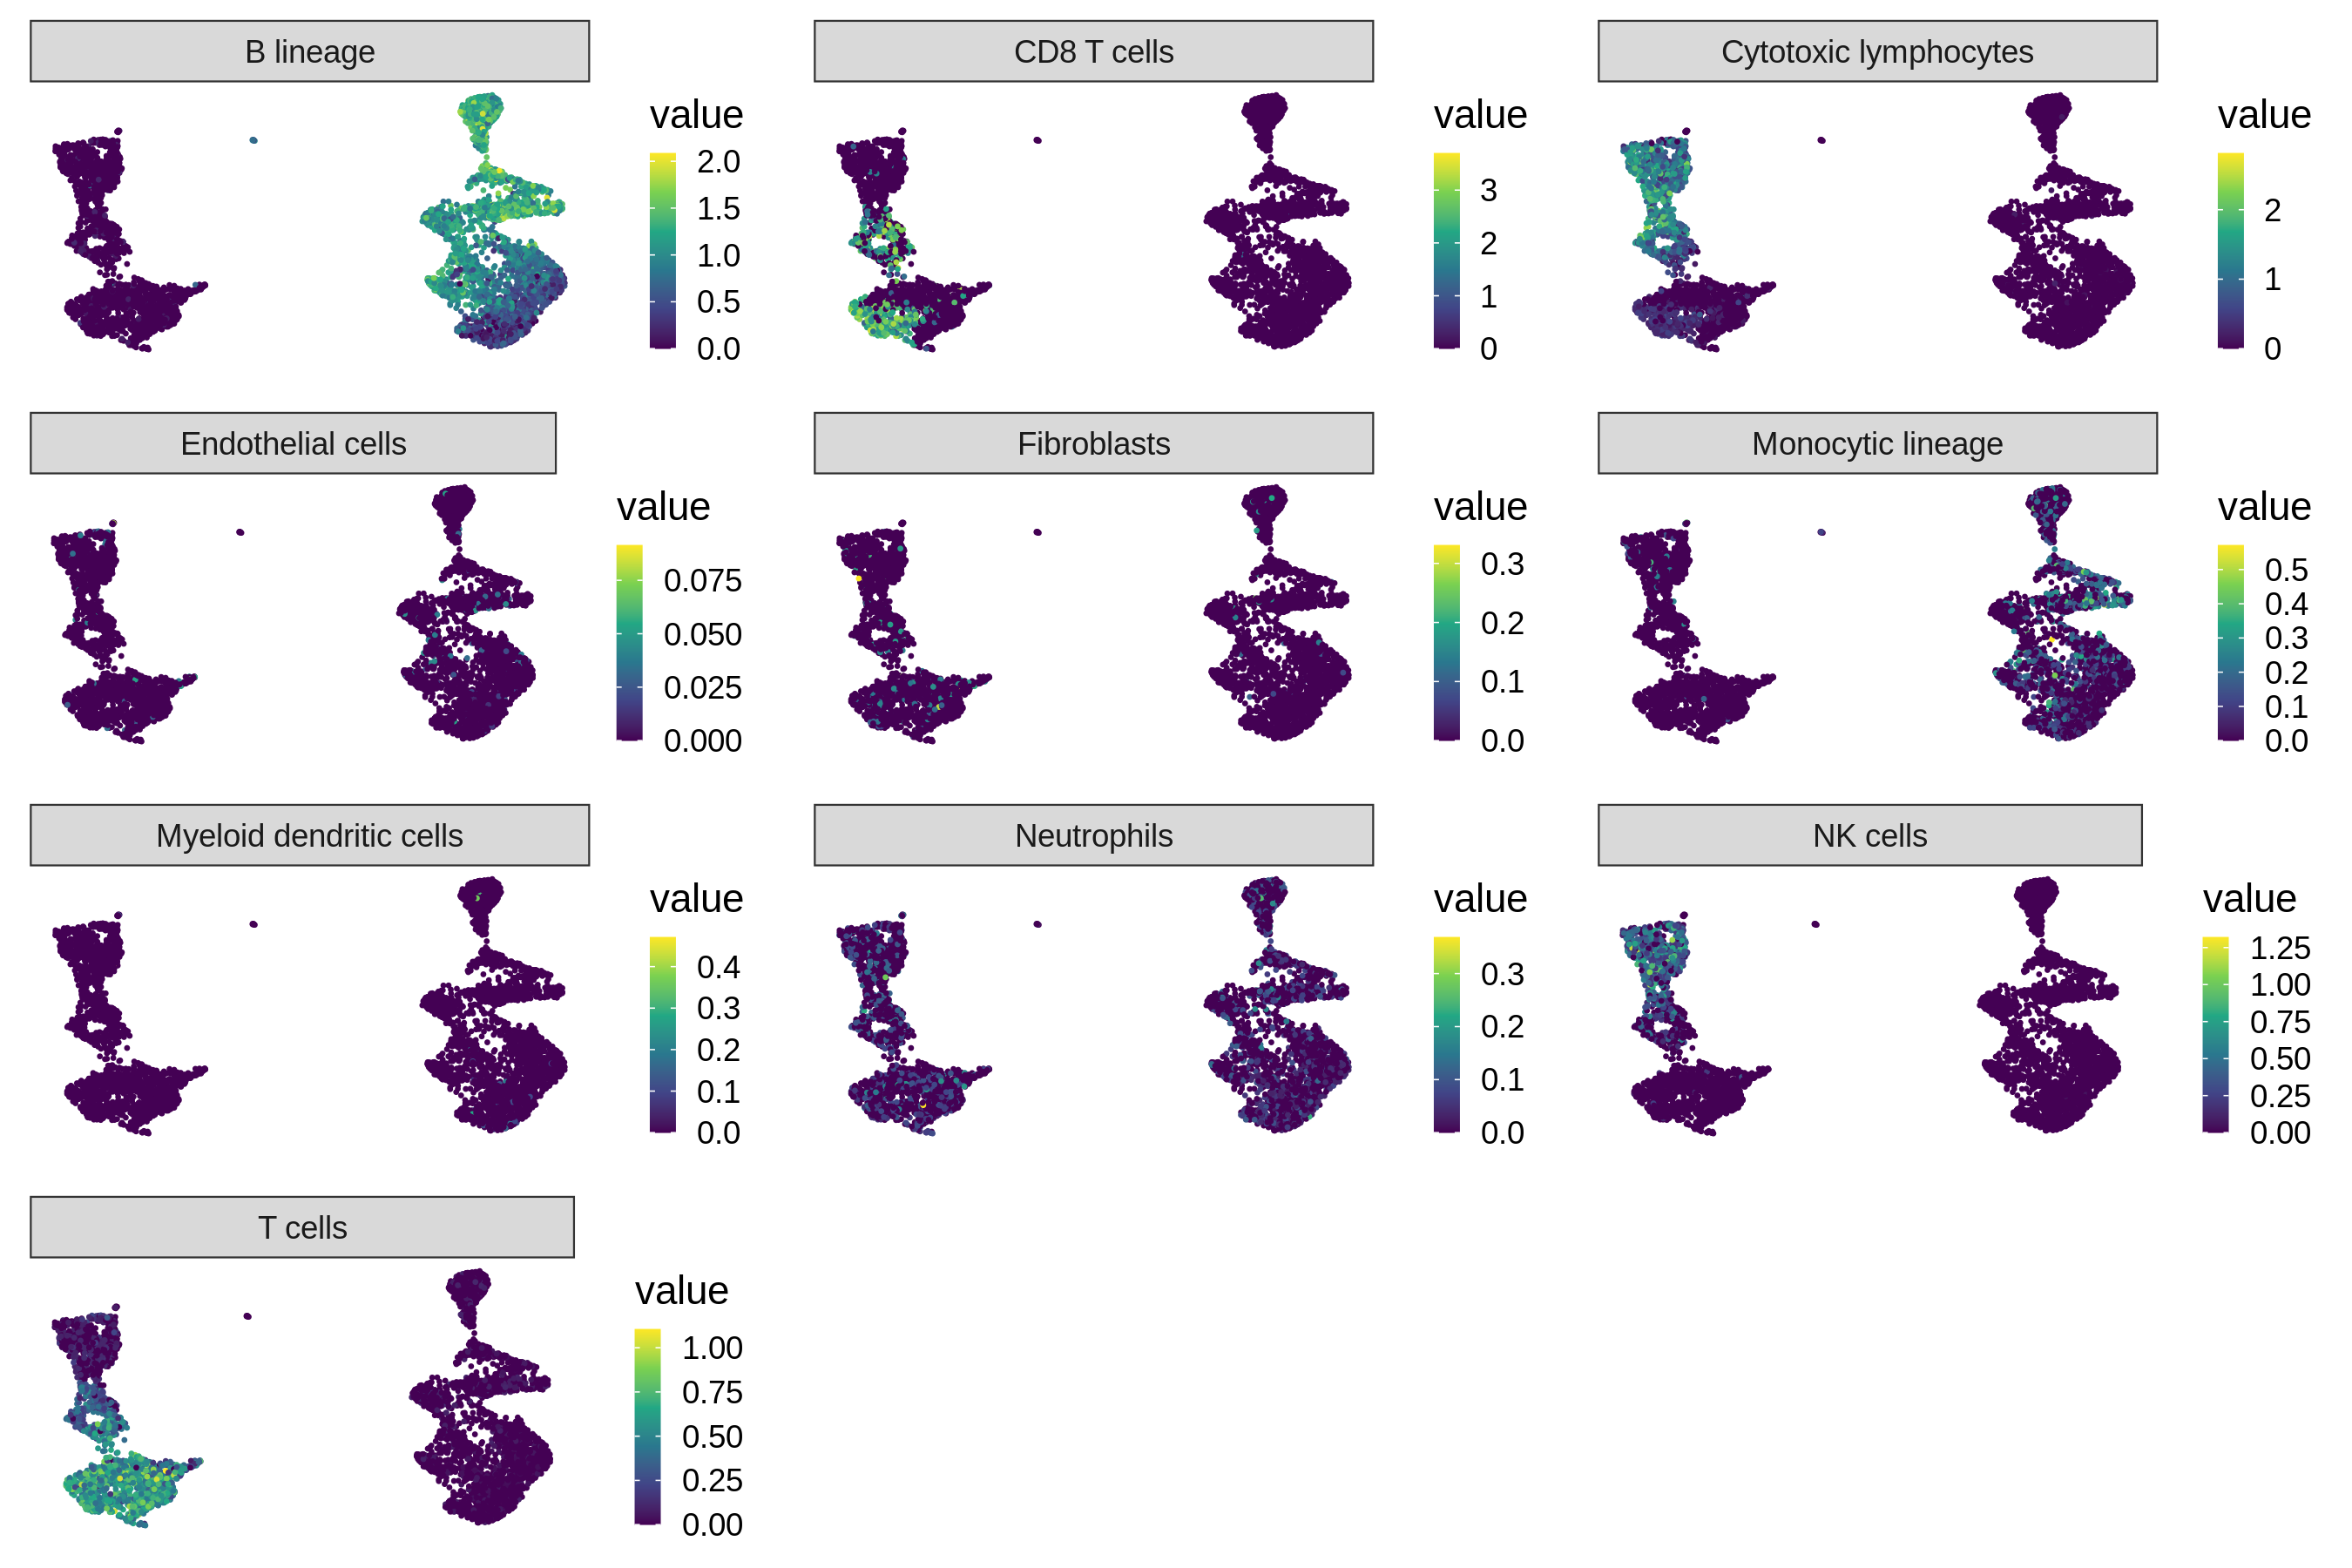 B lineage
value
2.0
1.5
1.0
0.5
0.0
CD8 T cells
value
3
2
1
0
Cytotoxic lymphocytes
value
2
1
0
Endothelial cells
value
0.075
0.050
0.025
0.000
Fibroblasts
value
0.3
0.2
0.1
0.0
Monocytic lineage
value
0.5
0.4
0.3
0.2
0.1
0.0
Myeloid dendritic cells
value
0.4
0.3
0.2
0.1
0.0
Neutrophils
value
0.3
0.2
0.1
0.0
NK cells
value
1.25
1.00
0.75
0.50
0.25
0.00
T cells
value
1.00
0.75
0.50
0.25
0.00